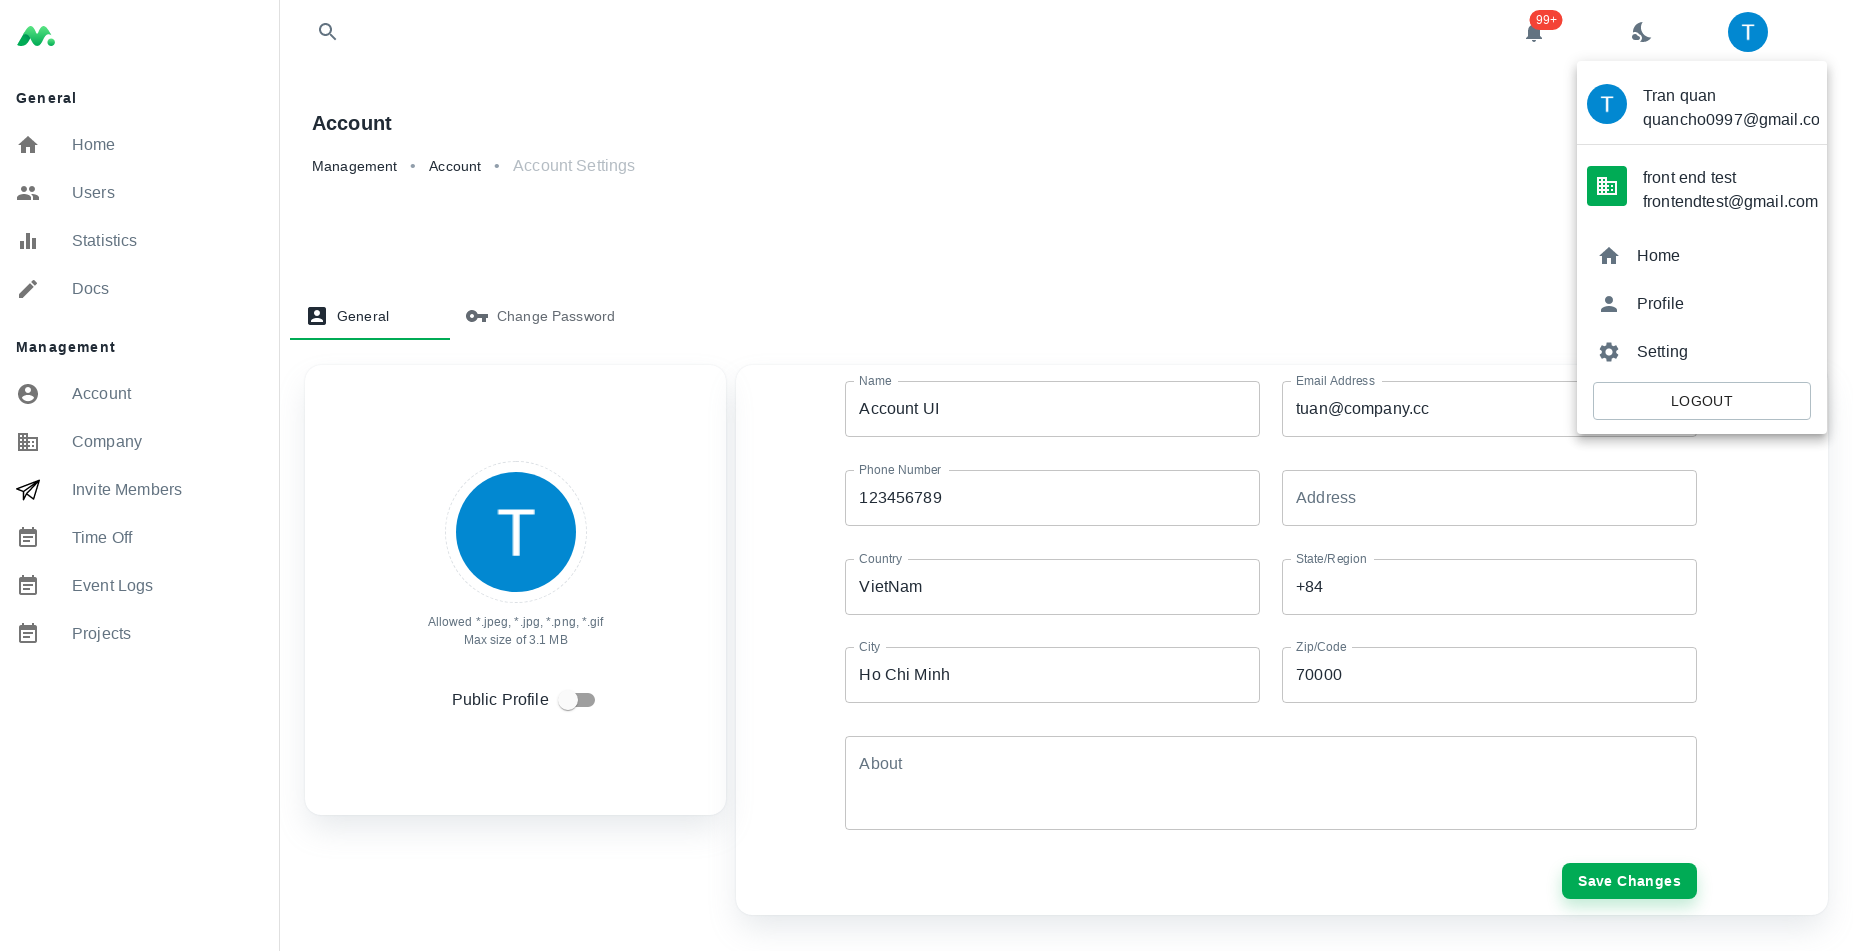 99+
T
General
Home
Users
Statistics
Docs
Management
Account
Company
Invite Members
Time Off
Event Logs
Projects
Account
Management • Account • Account Settings
General
Change Password
T
Allowed *.jpeg, *.jpg, *.png, *.gif
Max size of 3.1 MB
Public Profile
Name
Account UI
Email Address
tuan@company.cc
Phone Number
123456789
Address
Country
VietNam
State/Region
+84
City
Ho Chi Minh
Zip/Code
70000
About
Save Changes
T
Tran quan
quancho0997@gmail.co
front end test
frontendtest@gmail.com
Home
Profile
Setting
LOGOUT